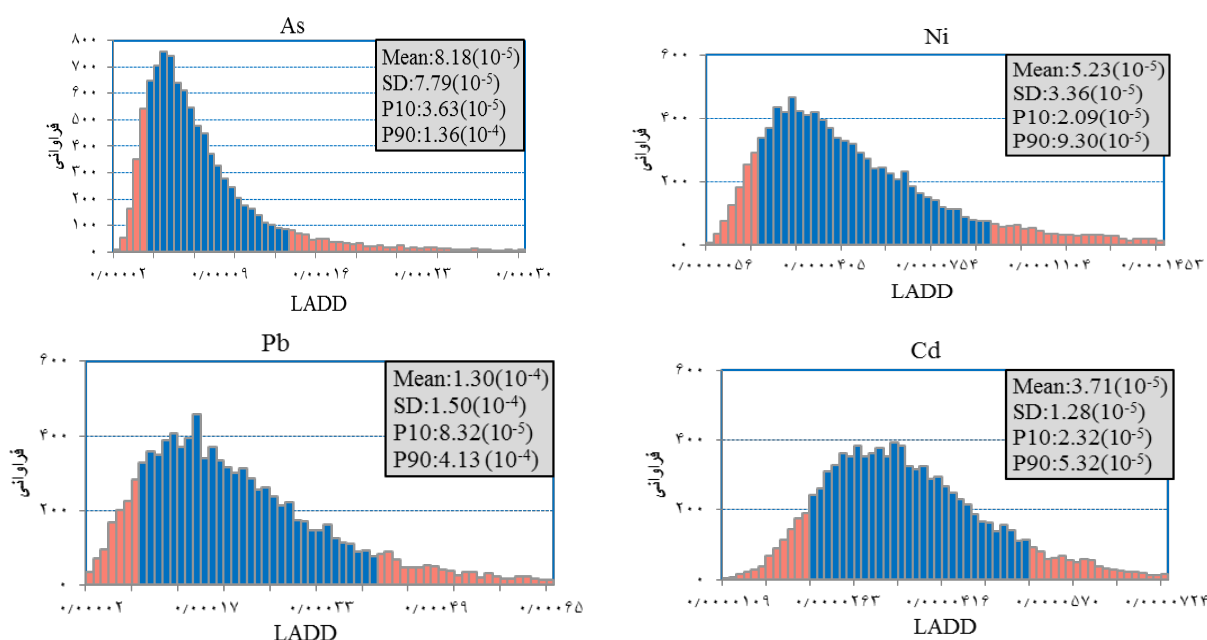 As
۸۰۰
۷۰۰
۶۰۰
۵۰۰
۴۰۰
۳۰۰
۲۰۰
۱۰۰
۰
فراوانی
Mean:8.18(10⁻⁵)
SD:7.79(10⁻⁵)
P10:3.63(10⁻⁵)
P90:1.36(10⁻⁴)
۰/۰۰۰۰۲ ۰/۰۰۰۰۹ ۰/۰۰۰۱۶ ۰/۰۰۰۲۳ ۰/۰۰۰۳۰
LADD
Ni
۶۰۰
۴۰۰
۲۰۰
۰
فراوانی
Mean:5.23(10⁻⁵)
SD:3.36(10⁻⁵)
P10:2.09(10⁻⁵)
P90:9.30(10⁻⁵)
۰/۰۰۰۰۰۵۶ ۰/۰۰۰۰۴۰۵ ۰/۰۰۰۰۷۵۴ ۰/۰۰۰۱۱۰۴ ۰/۰۰۰۱۴۵۳
LADD
Pb
۶۰۰
۴۰۰
۲۰۰
۰
فراوانی
Mean:1.30(10⁻⁴)
SD:1.50(10⁻⁴)
P10:8.32(10⁻⁵)
P90:4.13(10⁻⁴)
۰/۰۰۰۰۲ ۰/۰۰۰۱۷ ۰/۰۰۰۳۳ ۰/۰۰۰۴۹ ۰/۰۰۰۶۵
LADD
Cd
۶۰۰
۴۰۰
۲۰۰
۰
فراوانی
Mean:3.71(10⁻⁵)
SD:1.28(10⁻⁵)
P10:2.32(10⁻⁵)
P90:5.32(10⁻⁵)
۰/۰۰۰۰۱۰۹ ۰/۰۰۰۰۲۶۳ ۰/۰۰۰۰۴۱۶ ۰/۰۰۰۰۵۷۰ ۰/۰۰۰۰۷۲۴
LADD